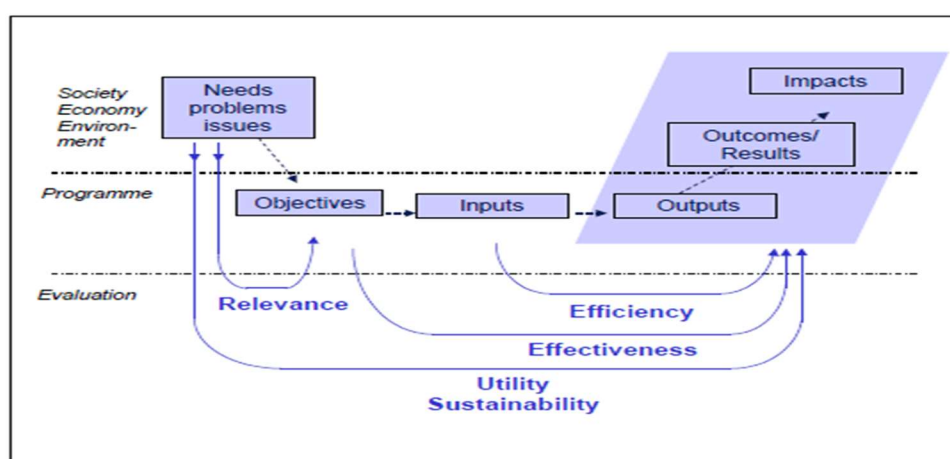 Society
Economy
Environ-
ment
Needs
problems
issues
Impacts
Outcomes/
Results
Programme
Objectives
Inputs
Outputs
Evaluation
Relevance
Efficiency
Effectiveness
Utility
Sustainability